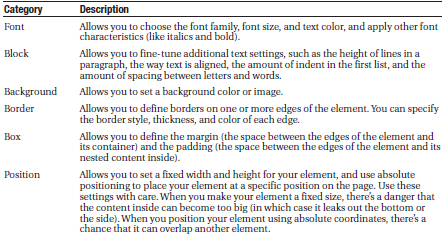 Category Description
Font Allows you to choose the font family, font size, and text color, and apply other font
characteristics (like italics and bold).
Block Allows you to fine-tune additional text settings, such as the height of lines in a
paragraph, the way text is aligned, the amount of indent in the first list, and the
amount of spacing between letters and words.
Background Allows you to set a background color or image.
Border Allows you to define borders on one or more edges of the element. You can specify
the border style, thickness, and color of each edge.
Box Allows you to define the margin (the space between the edges of the element and
its container) and the padding (the space between the edges of the element and its
nested content inside).
Position Allows you to set a fixed width and height for your element, and use absolute
positioning to place your element at a specific position on the page. Use these
settings with care. When you make your element a fixed size, there's a danger that
the content inside can become too big (in which case it leaks out the bottom or
the side). When you position your element using absolute coordinates, there's a
chance that it can overlap another element.